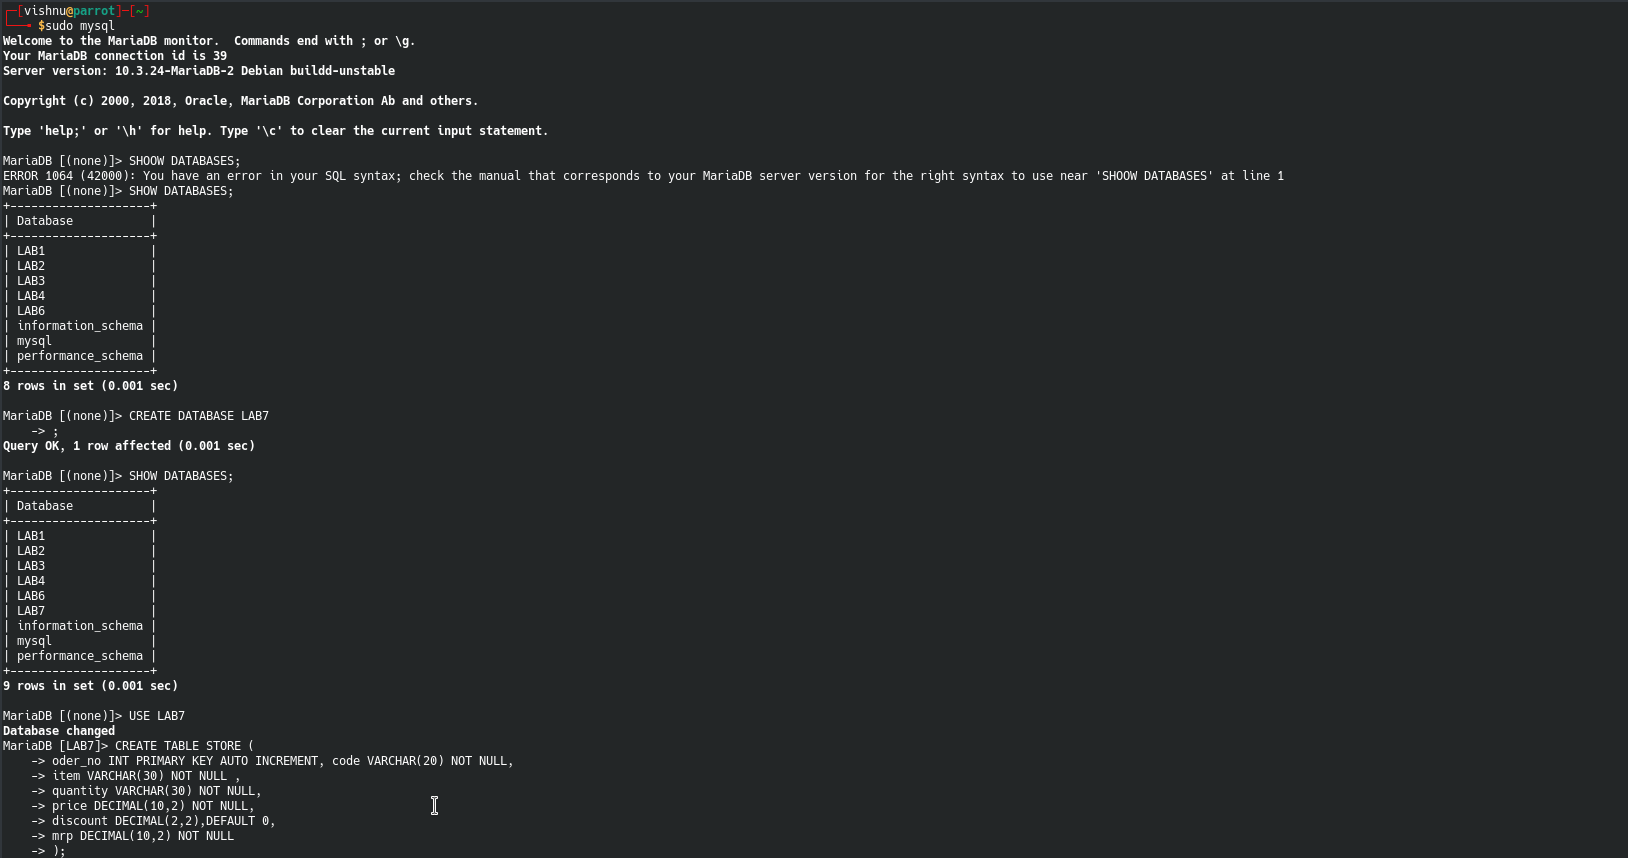 ┌─[vishnu@parrot]─[~]
└──╼ $sudo mysql
Welcome to the MariaDB monitor.  Commands end with ; or \g.
Your MariaDB connection id is 39
Server version: 10.3.24-MariaDB-2 Debian buildd-unstable

Copyright (c) 2000, 2018, Oracle, MariaDB Corporation Ab and others.

Type 'help;' or '\h' for help. Type '\c' to clear the current input statement.

MariaDB [(none)]> SHOOW DATABASES;
ERROR 1064 (42000): You have an error in your SQL syntax; check the manual that corresponds to your MariaDB server version for the right syntax to use near 'SHOOW DATABASES' at line 1
MariaDB [(none)]> SHOW DATABASES;
+--------------------+
| Database           |
+--------------------+
| LAB1               |
| LAB2               |
| LAB3               |
| LAB4               |
| LAB6               |
| information_schema |
| mysql              |
| performance_schema |
+--------------------+
8 rows in set (0.001 sec)

MariaDB [(none)]> CREATE DATABASE LAB7
    -> ;
Query OK, 1 row affected (0.001 sec)

MariaDB [(none)]> SHOW DATABASES;
+--------------------+
| Database           |
+--------------------+
| LAB1               |
| LAB2               |
| LAB3               |
| LAB4               |
| LAB6               |
| LAB7               |
| information_schema |
| mysql              |
| performance_schema |
+--------------------+
9 rows in set (0.001 sec)

MariaDB [(none)]> USE LAB7
Database changed
MariaDB [LAB7]> CREATE TABLE STORE (
    -> oder_no INT PRIMARY KEY AUTO INCREMENT, code VARCHAR(20) NOT NULL,
    -> item VARCHAR(30) NOT NULL ,
    -> quantity VARCHAR(30) NOT NULL,
    -> price DECIMAL(10,2) NOT NULL,
    -> discount DECIMAL(2,2),DEFAULT 0,
    -> mrp DECIMAL(10,2) NOT NULL
    -> );